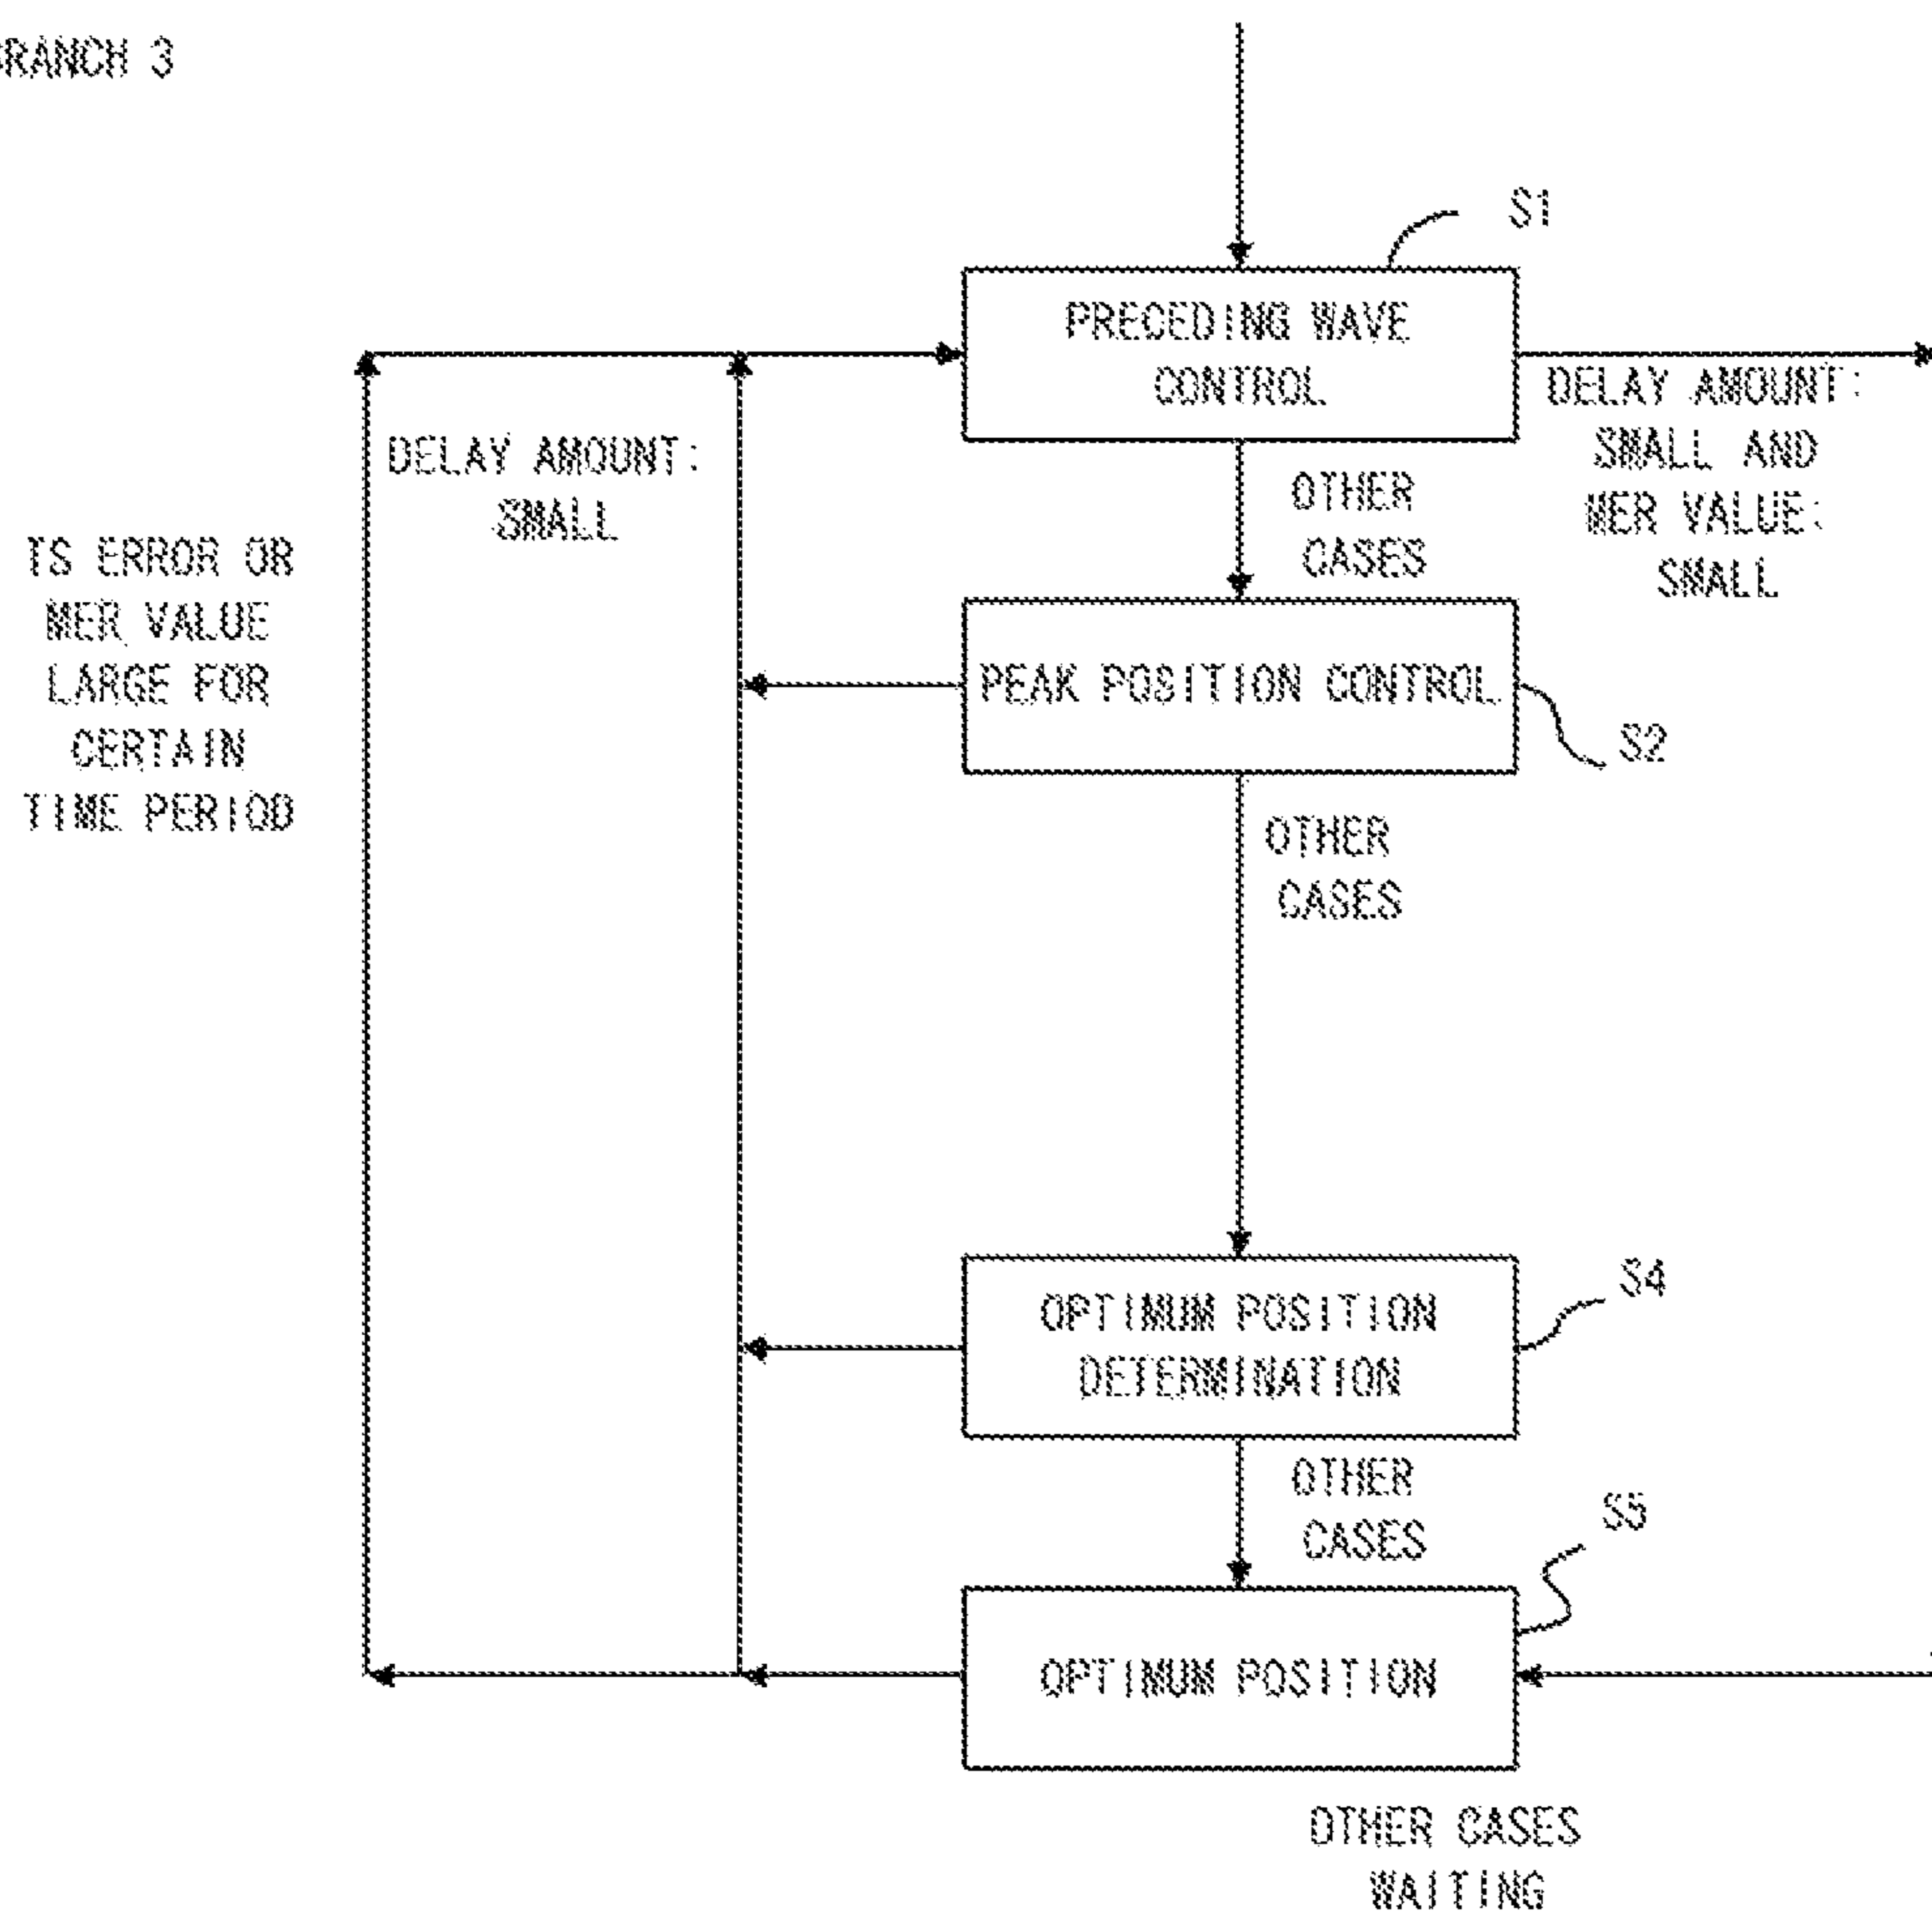 RANCH 3
S1
PRECEDING WAVE
CONTROL
DELAY AMOUNT:
SMALL AND
MER VALUE:
SMALL
DELAY AMOUNT:
SMALL
OTHER
CASES
TS ERROR OR
MER VALUE
LARGE FOR
CERTAIN
TIME PERIOD
PEAK POSITION CONTROL
S2
OTHER
CASES
OPTIMUM POSITION
DETERMINATION
S4
OTHER
CASES
S5
OPTIMUM POSITION
OTHER CASES
WAITING